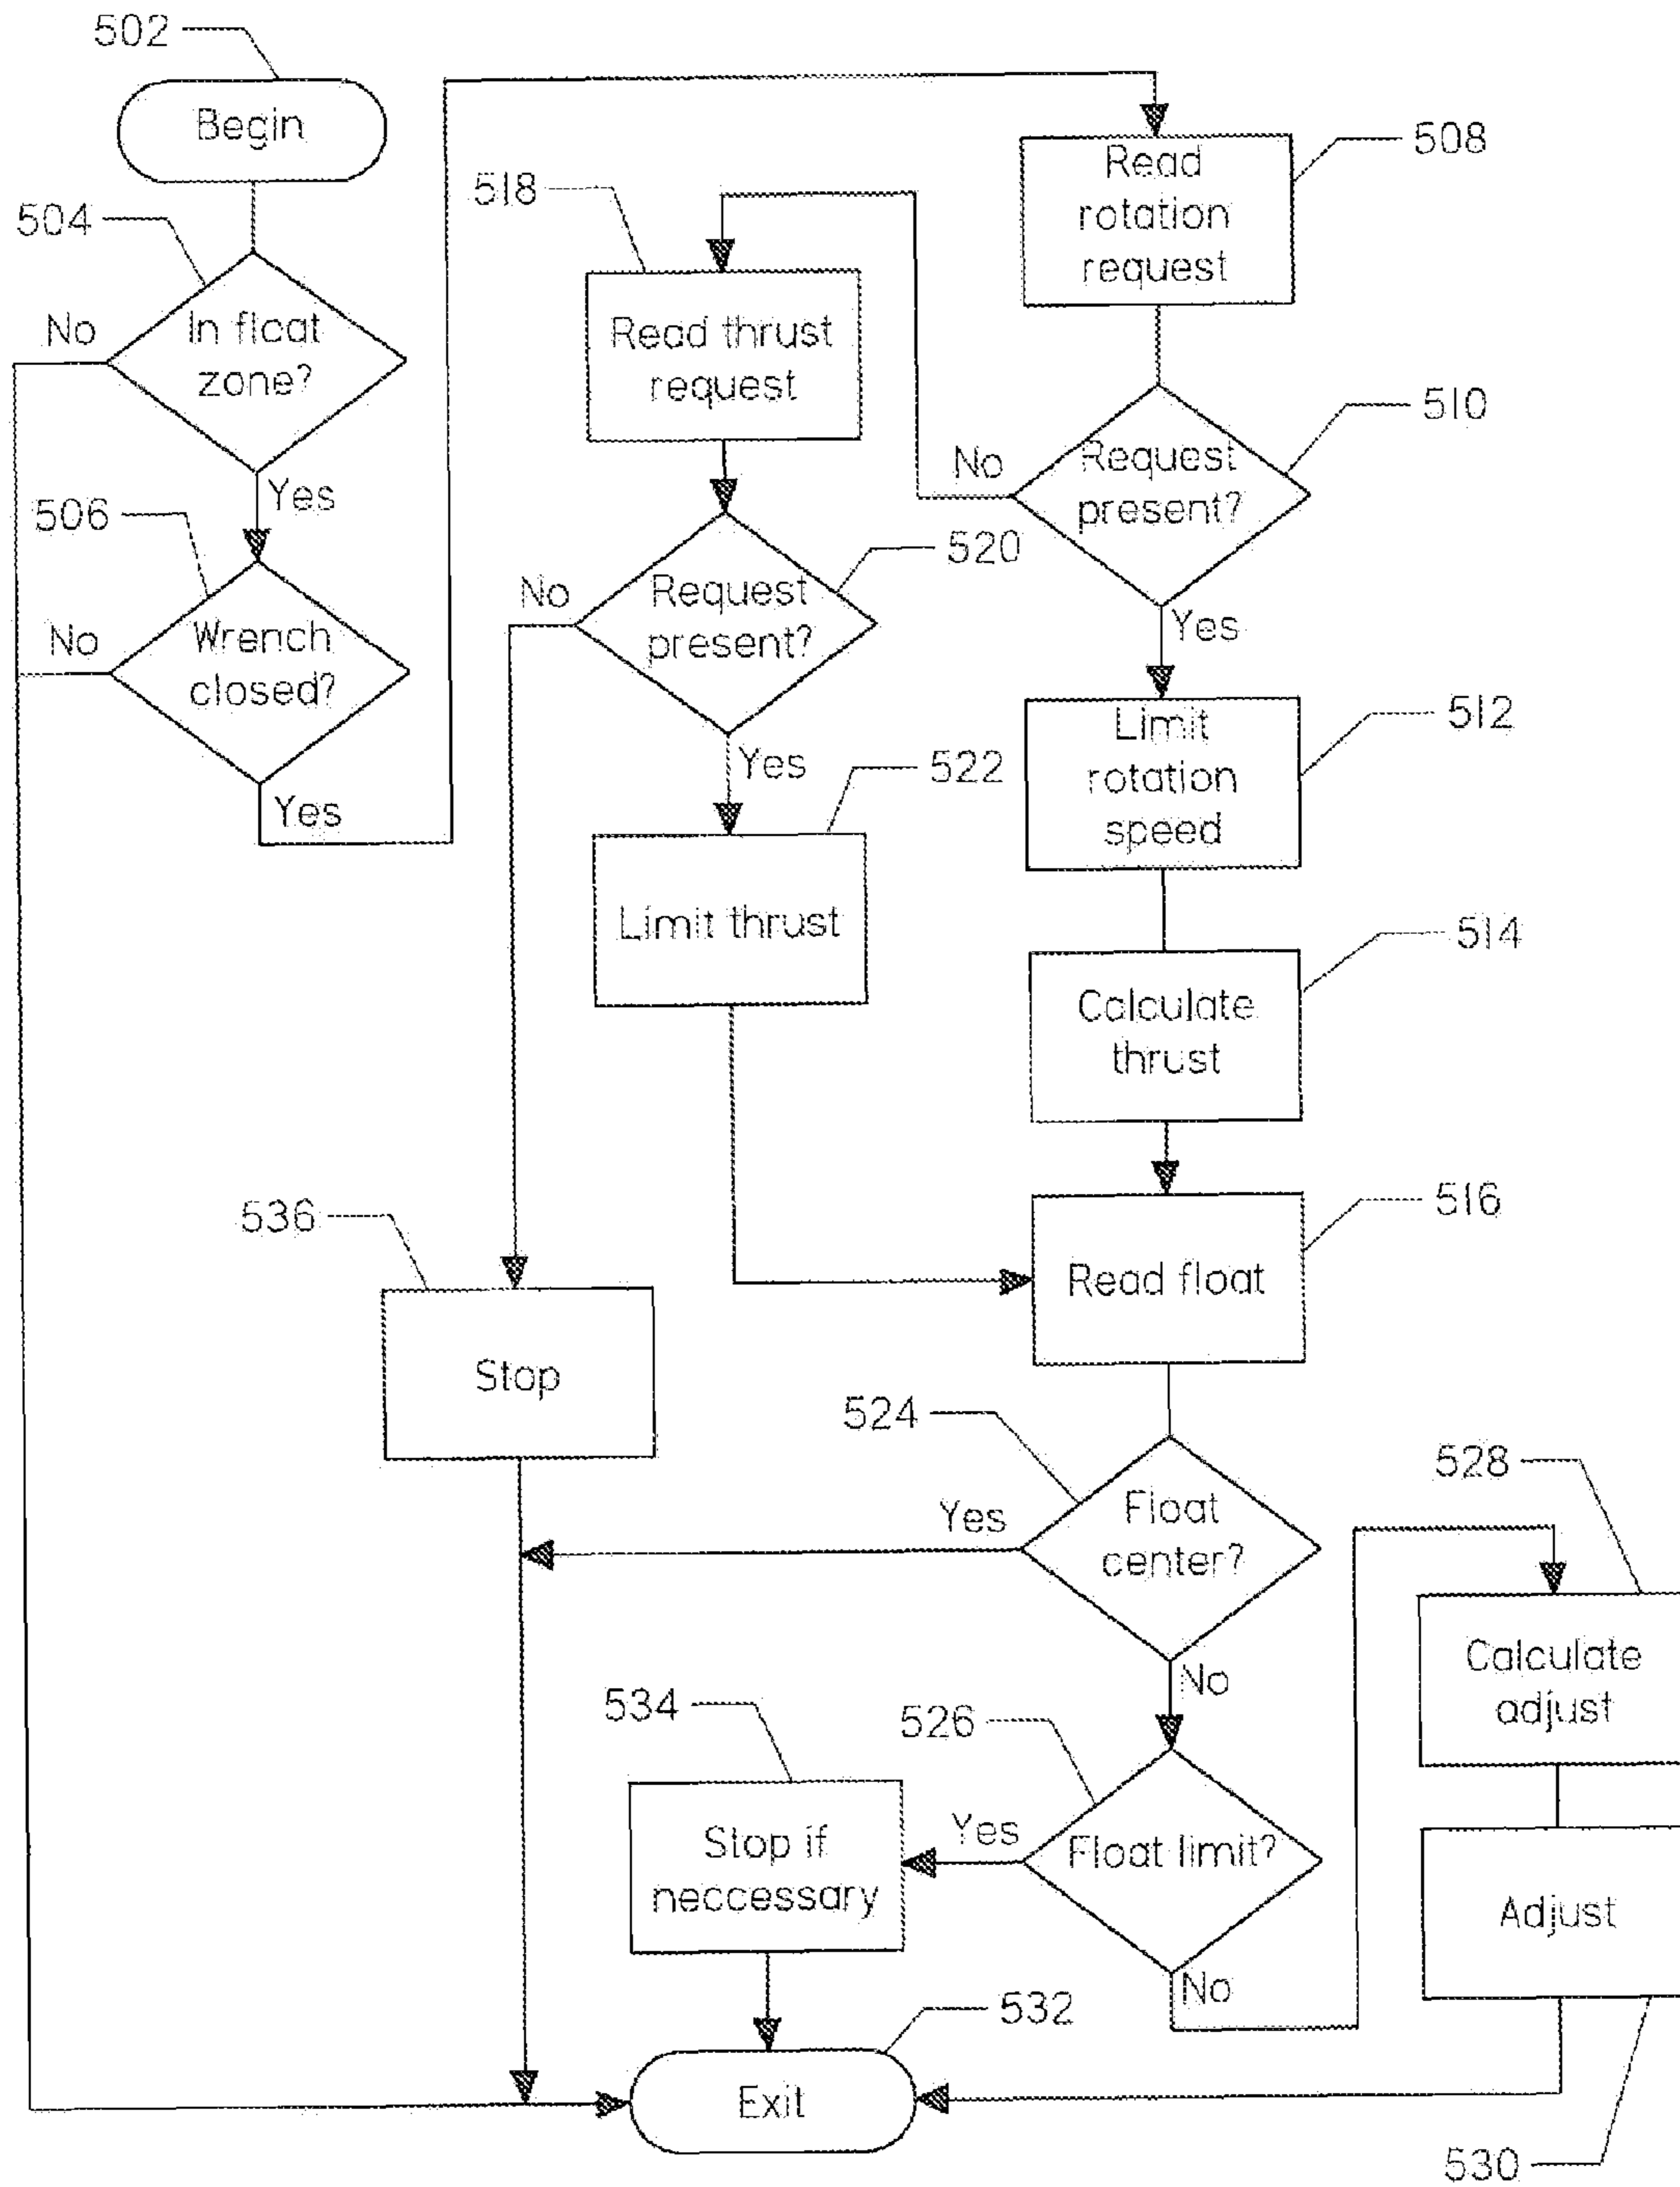 502
Begin
504
No
In float
zone?
Yes
506
No
Wrench
closed?
Yes
508
Read
rotation
request
510
No
Request
present?
Yes
518
Read thrust
request
520
No
Request
present?
Yes
522
Limit thrust
512
Limit
rotation
speed
514
Calculate
thrust
516
Read float
536
Stop
524
Yes
Float
center?
No
526
Yes
Float limit?
No
528
Calculate
adjust
Adjust
530
534
Stop if
neccessary
532
Exit